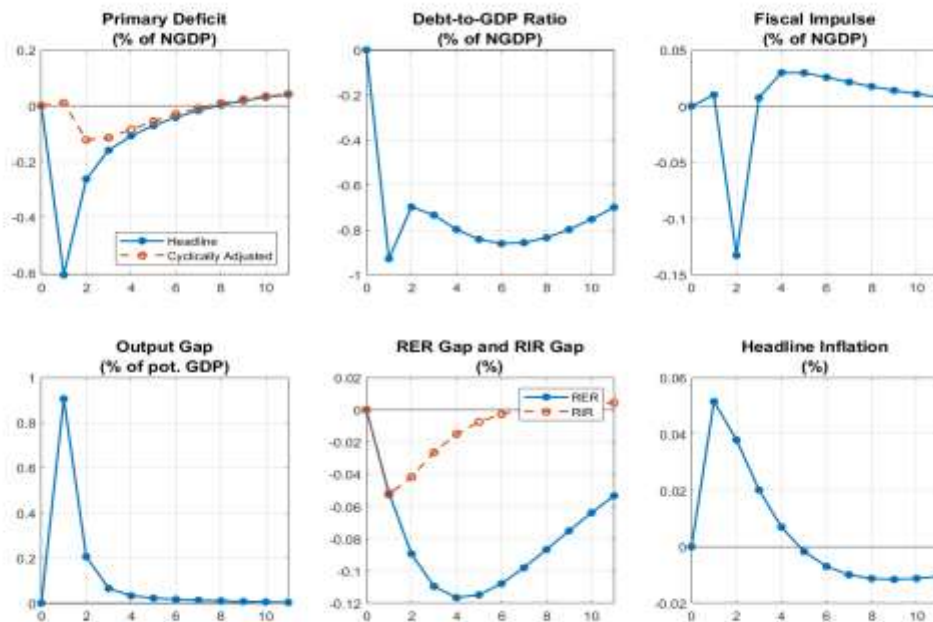 Primary Deficit
(% of NGDP)
0.2
0
-0.2
-0.4
-0.6
Headline
Cyclically Adjusted
0 2 4 6 8 10
Debt-to-GDP Ratio
(% of NGDP)
0
-0.2
-0.4
-0.6
-0.8
-1
0 2 4 6 8 10
Fiscal Impulse
(% of NGDP)
0.05
0
-0.05
-0.1
-0.15
0 2 4 6 8 10
Output Gap
(% of pot. GDP)
1
0.8
0.6
0.4
0.2
0
0 2 4 6 8 10
RER Gap and RIR Gap
(%)
0.02
0
-0.02
-0.04
-0.06
-0.08
-0.1
-0.12
RER
RIR
0 2 4 6 8 10
Headline Inflation
(%)
0.06
0.04
0.02
0
-0.02
0 2 4 6 8 10